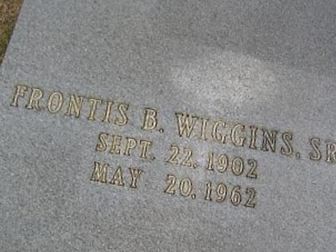 FRONTIS B. WIGGINS, SR
SEPT. 22, 1902
MAY 20, 1962